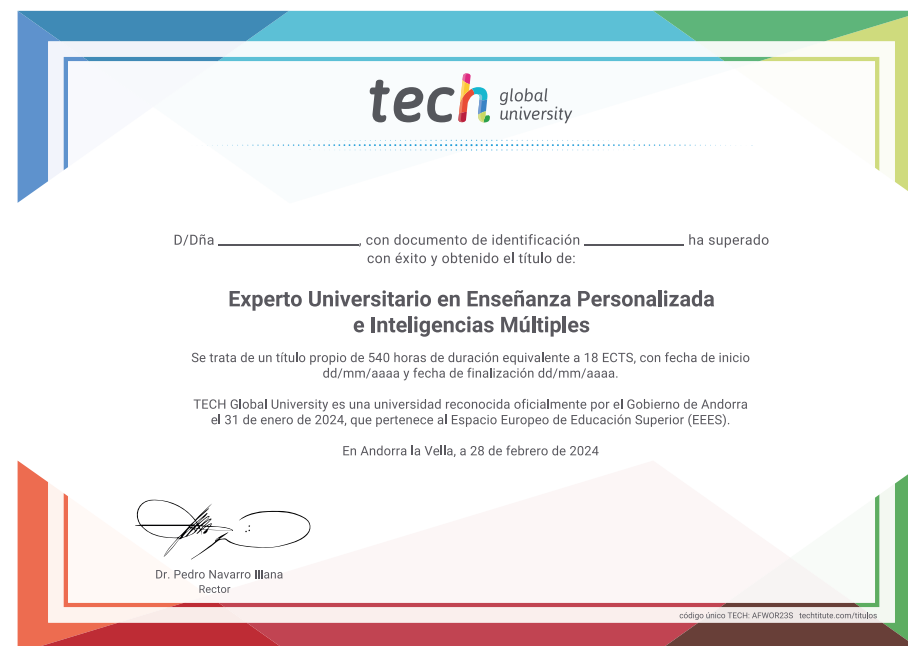 tech global university
D/Dña ____________________, con documento de identificación ______________ ha superado
con éxito y obtenido el título de:
Experto Universitario en Enseñanza Personalizada
e Inteligencias Múltiples
Se trata de un título propio de 540 horas de duración equivalente a 18 ECTS, con fecha de inicio
dd/mm/aaaa y fecha de finalización dd/mm/aaaa.
TECH Global University es una universidad reconocida oficialmente por el Gobierno de Andorra
el 31 de enero de 2024, que pertenece al Espacio Europeo de Educación Superior (EEES).
En Andorra la Vella, a 28 de febrero de 2024
Dr. Pedro Navarro Illana
Rector
código único TECH: AFWOR23S techtitute.com/titulos